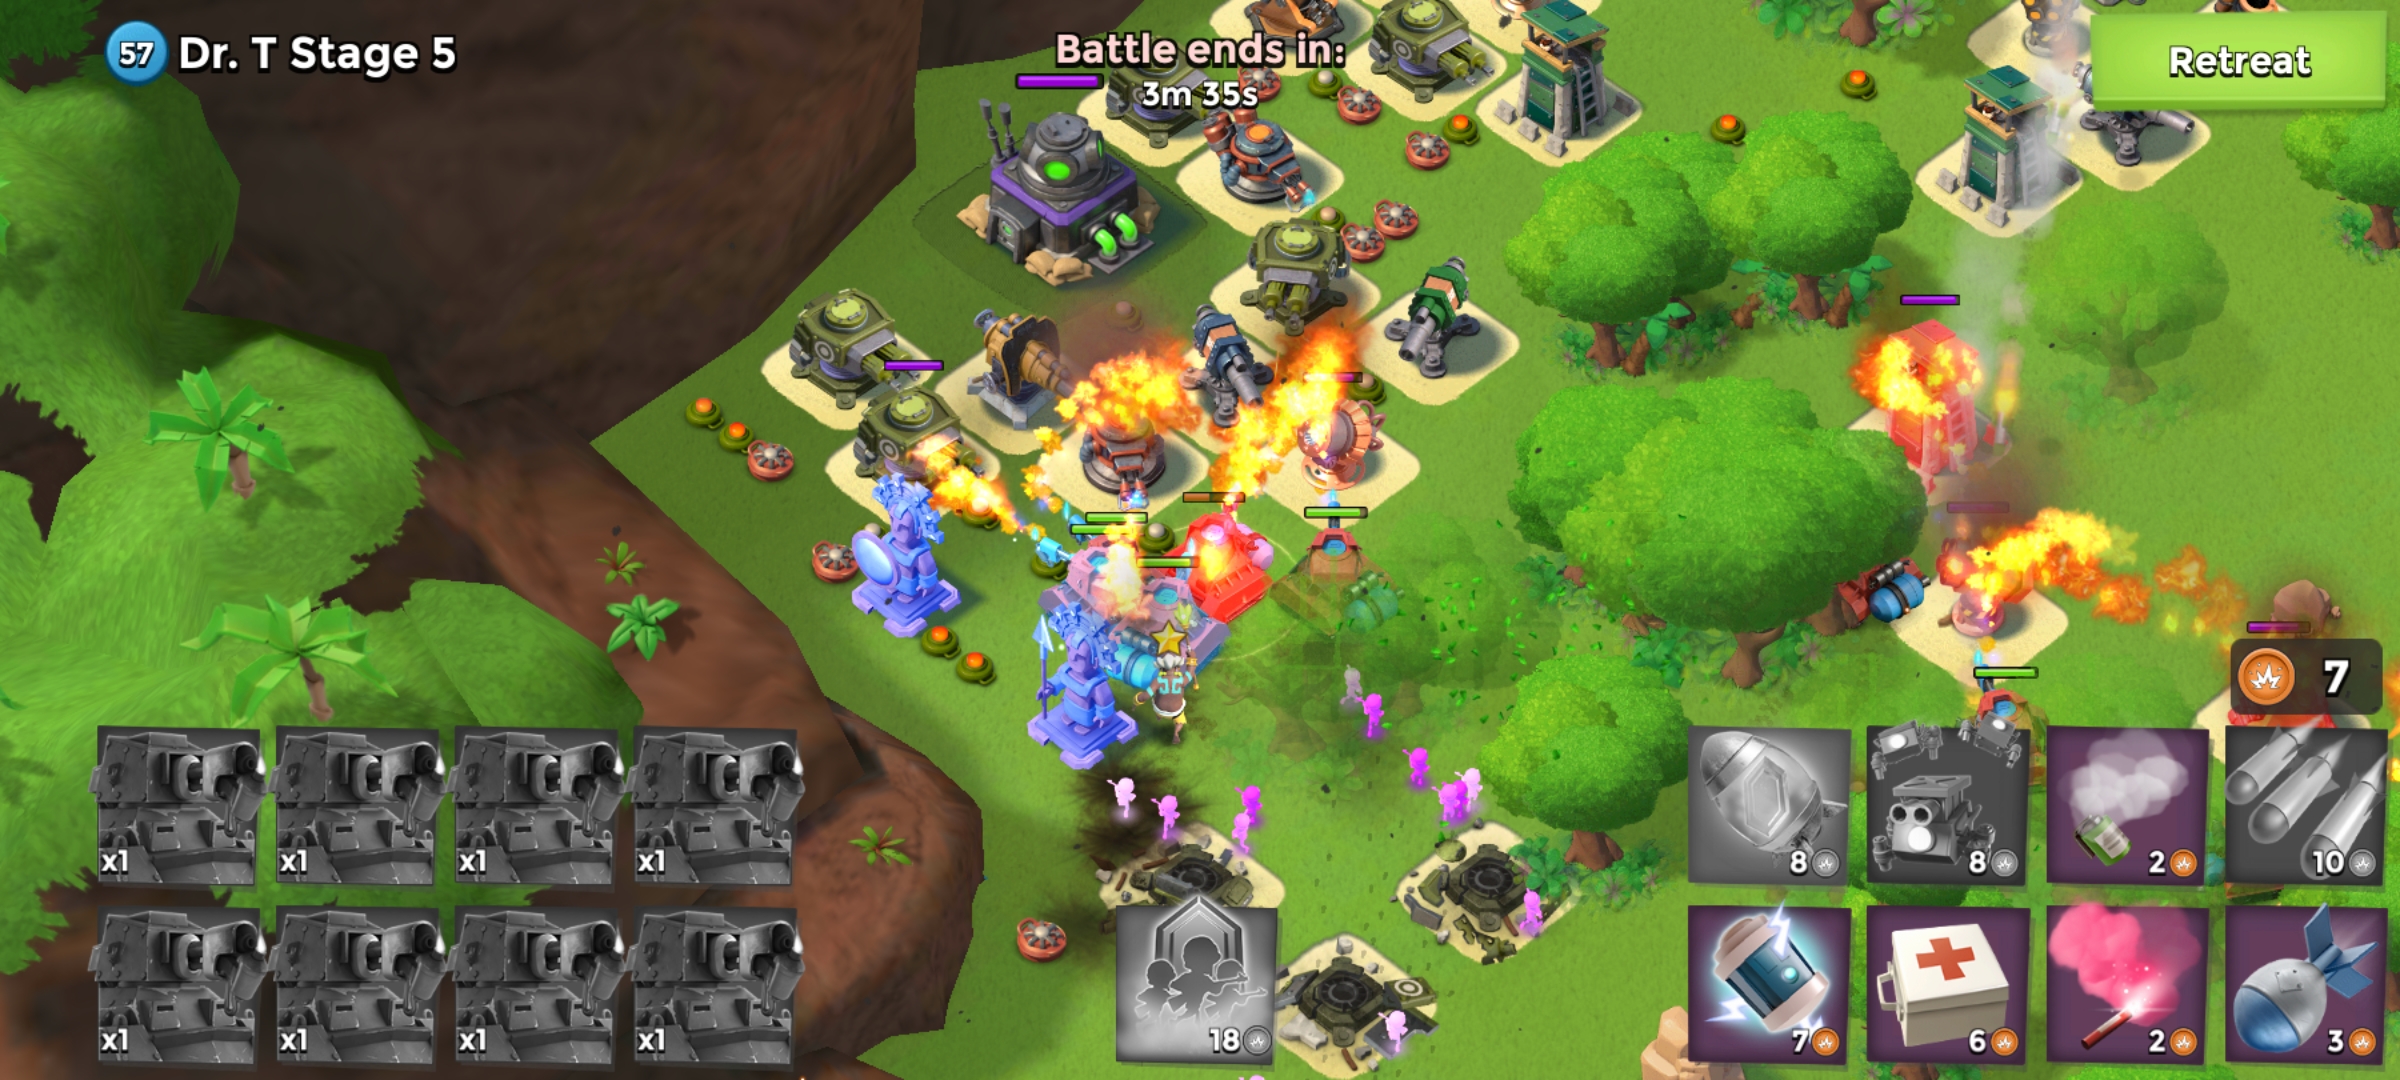 57 Dr. T Stage 5
Battle ends in:
3m 35s
Retreat
52
7
x1 x1 x1 x1
8 8 2 10
x1 x1 x1 x1
18
7 6 2 3